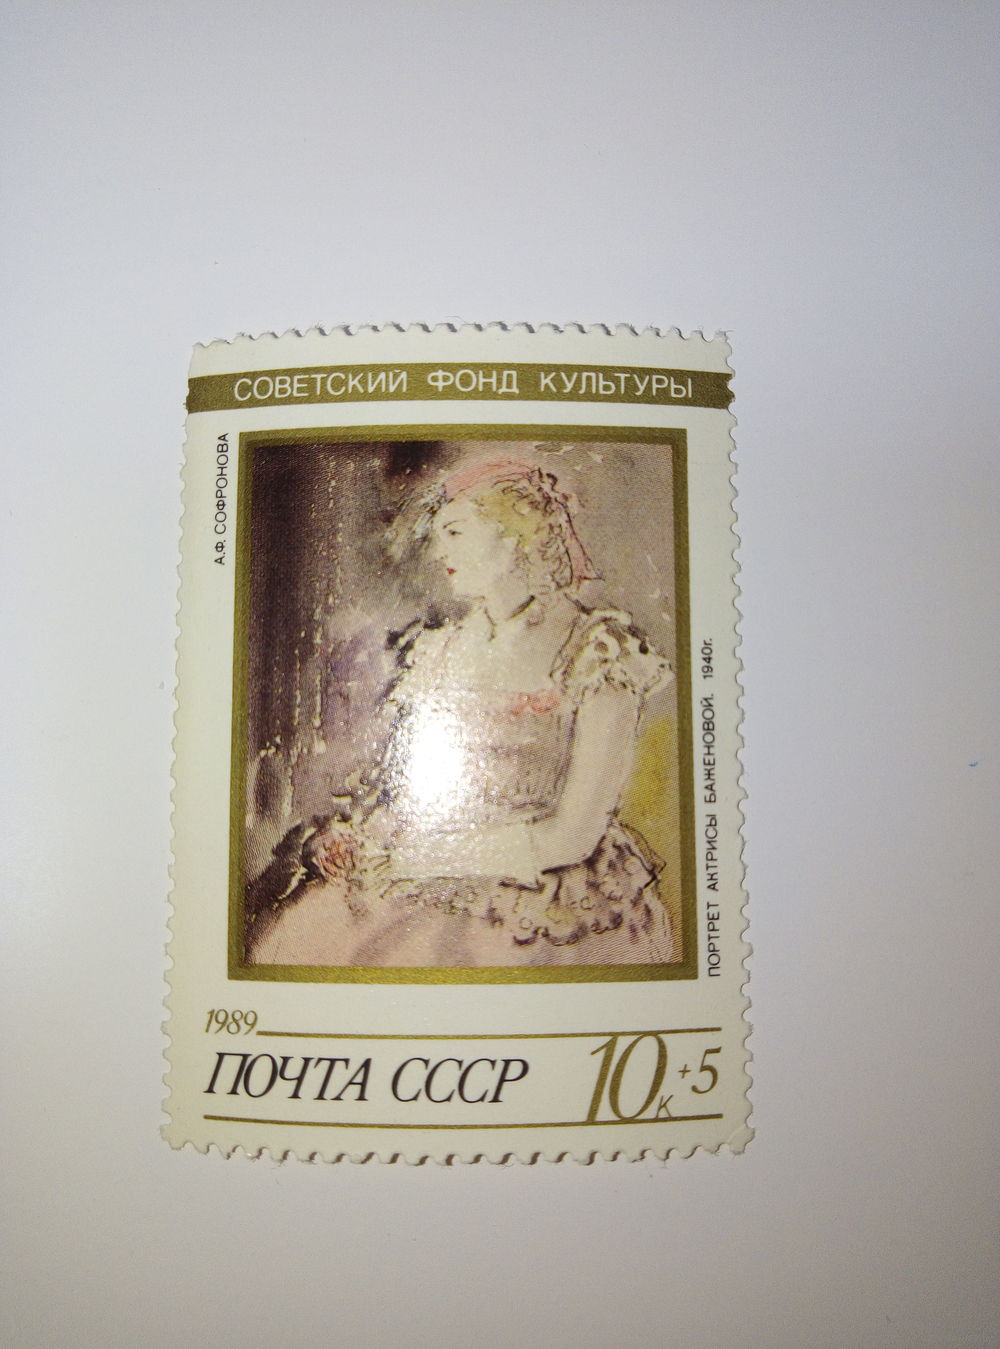 СОВЕТСКИЙ ФОНД КУЛЬТУРЫ
А.Ф. СОФРОНОВА
ПОРТРЕТ АКТРИСЫ БАЖЕНОВОЙ. 1940г.
1989
ПОЧТА СССР 10к +5